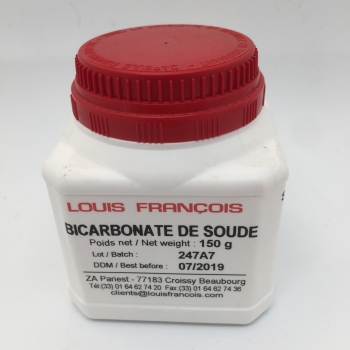 LOUIS FRANÇOIS
BICARBONATE DE SOUDE
Poids net / Net weight : 150 g
Lot / Batch : 247A7
DDM / Best before : 07/2019
ZA Pariest - 77183 Croissy Beaubourg
Tél:(33) 01 64 62 74 20 Fax:(33) 01 64 62 74 36
clients@louisfrancois.com